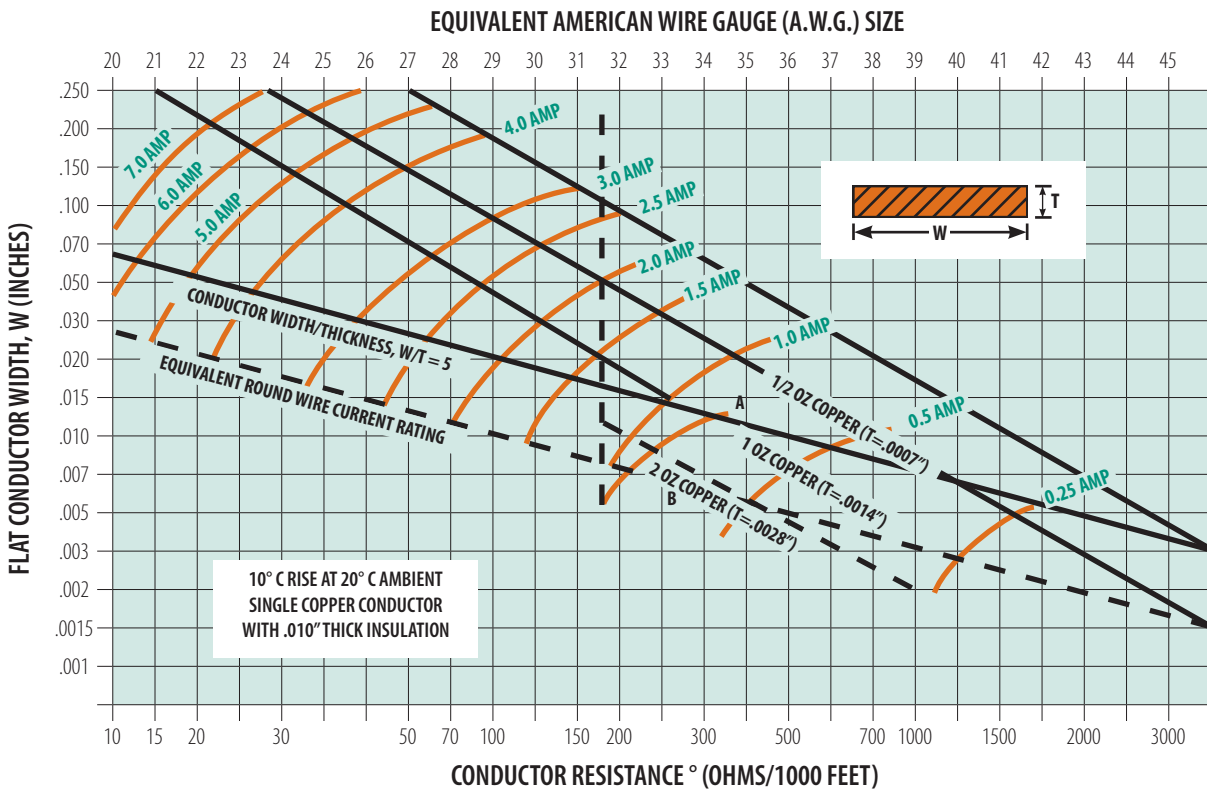 EQUIVALENT AMERICAN WIRE GAUGE (A.W.G.) SIZE
20 21 22 23 24 25 26 27 28 29 30 31 32 33 34 35 36 37 38 39 40 41 42 43 44 45
FLAT CONDUCTOR WIDTH, W (INCHES)
.250
.200
.150
.100
.070
.050
.030
.020
.015
.010
.007
.005
.003
.002
.0015
.001
7.0 AMP
6.0 AMP
5.0 AMP
4.0 AMP
3.0 AMP
2.5 AMP
2.0 AMP
1.5 AMP
1.0 AMP
0.5 AMP
0.25 AMP
T
W
CONDUCTOR WIDTH/THICKNESS, W/T = 5
EQUIVALENT ROUND WIRE CURRENT RATING
A
B
1/2 OZ COPPER (T=.0007")
1 OZ COPPER (T=.0014")
2 OZ COPPER (T=.0028")
10° C RISE AT 20° C AMBIENT
SINGLE COPPER CONDUCTOR
WITH .010" THICK INSULATION
10 15 20 30 50 70 100 150 200 300 500 700 1000 1500 2000 3000
CONDUCTOR RESISTANCE ° (OHMS/1000 FEET)